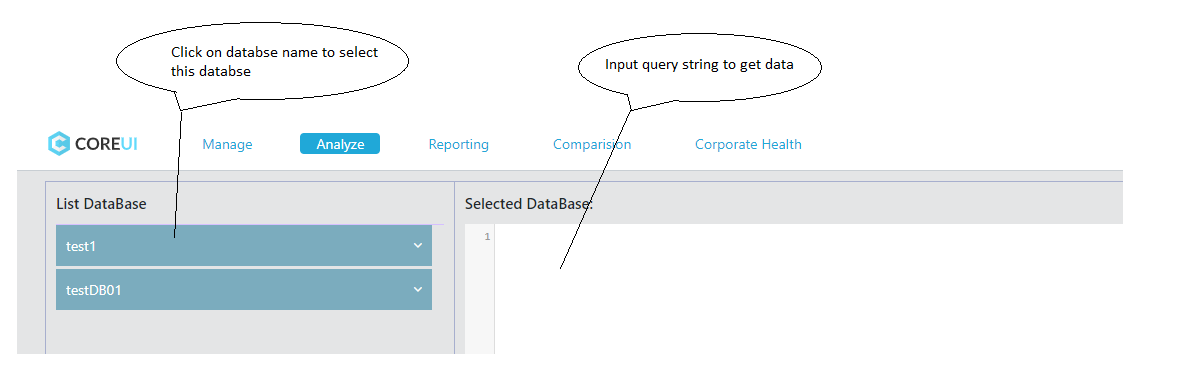 Click on databse name to select
this databse
Input query string to get data
COREUI Manage Analyze Reporting Comparision Corporate Health
List DataBase
Selected DataBase:
test1
1
testDB01